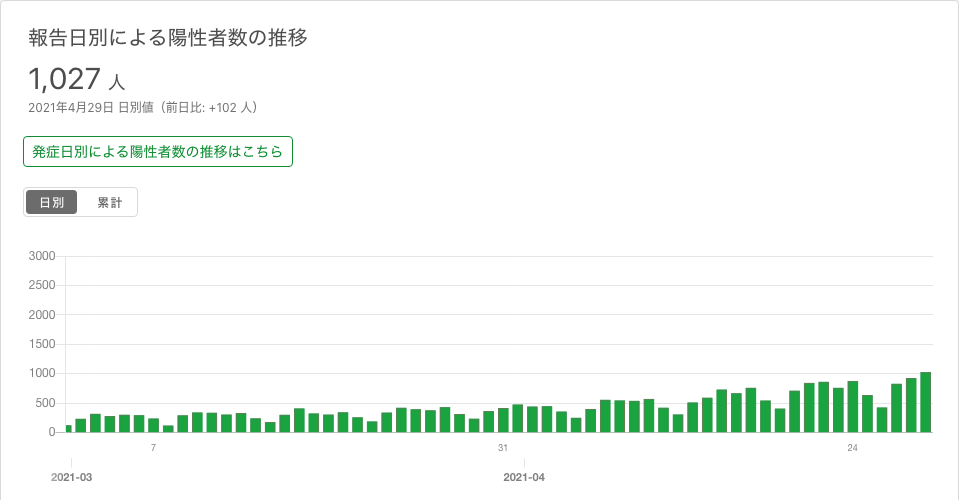 報告日別による陽性者数の推移
1,027 人
2021年4月29日 日別値（前日比: +102 人）
発症日別による陽性者数の推移はこちら
日別 累計
3000
2500
2000
1500
1000
500
0
7 31 24
2021-03 2021-04